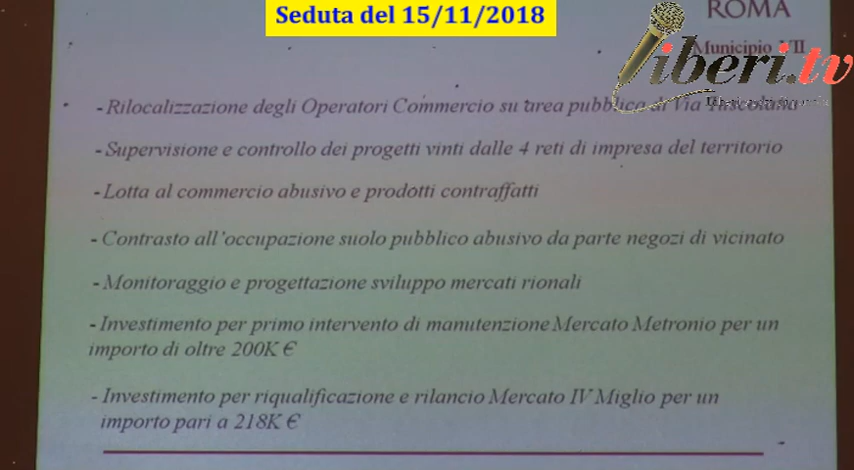 Seduta del 15/11/2018
ROMA
Municipio VII
liberi.tv
- Rilocalizzazione degli Operatori Commercio su area pubblica di Via Tuscolana
- Supervisione e controllo dei progetti vinti dalle 4 reti di impresa del territorio
- Lotta al commercio abusivo e prodotti contraffatti
- Contrasto all'occupazione suolo pubblico abusivo da parte negozi di vicinato
- Monitoraggio e progettazione sviluppo mercati rionali
- Investimento per primo intervento di manutenzione Mercato Metronio per un
importo di oltre 200K €
- Investimento per riqualificazione e rilancio Mercato IV Miglio per un
importo pari a 218K €